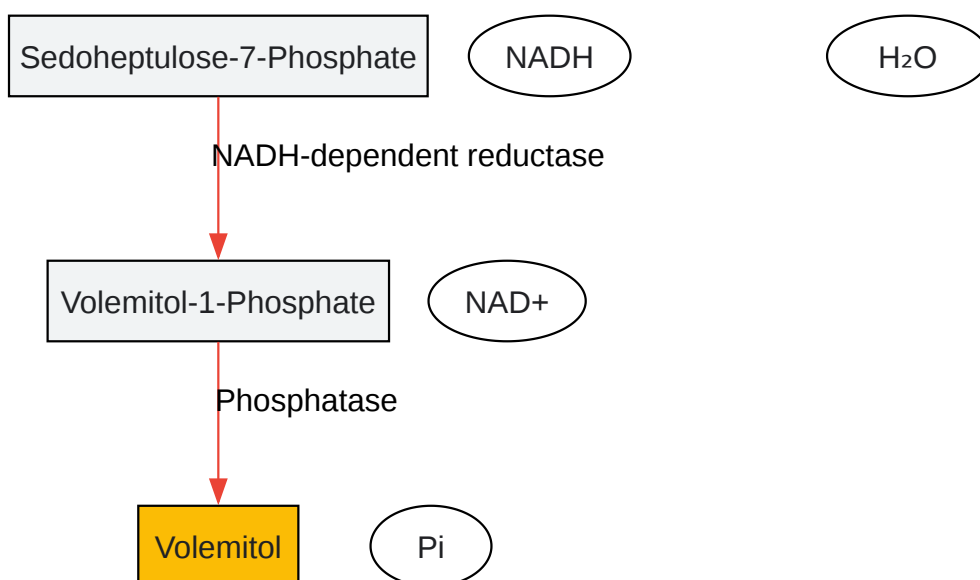 Sedoheptulose-7-Phosphate
NADH
H₂O
NADH-dependent reductase
Volemitol-1-Phosphate
NAD+
Phosphatase
Volemitol
Pi